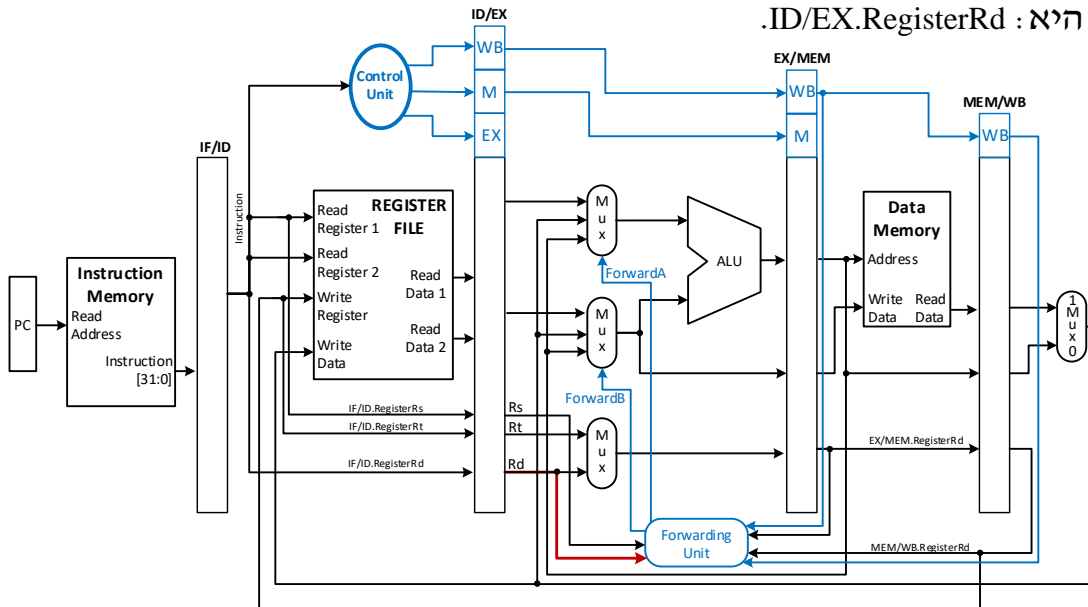 היא: ID/EX.RegisterRd.
ID/EX
WB
M
EX
Control
Unit
EX/MEM
WB
M
MEM/WB
WB
IF/ID
Instruction
REGISTER
FILE
Read
Register 1
Read
Register 2
Write
Register
Write
Data
Read
Data 1
Read
Data 2
PC
Instruction
Memory
Read
Address
Instruction
[31:0]
M
u
x
ForwardA
M
u
x
ForwardB
M
u
x
ALU
Data
Memory
Address
Write
Data
Read
Data
1
M
u
x
0
IF/ID.RegisterRs
IF/ID.RegisterRt
IF/ID.RegisterRd
Rs
Rt
Rd
EX/MEM.RegisterRd
Forwarding
Unit
MEM/WB.RegisterRd